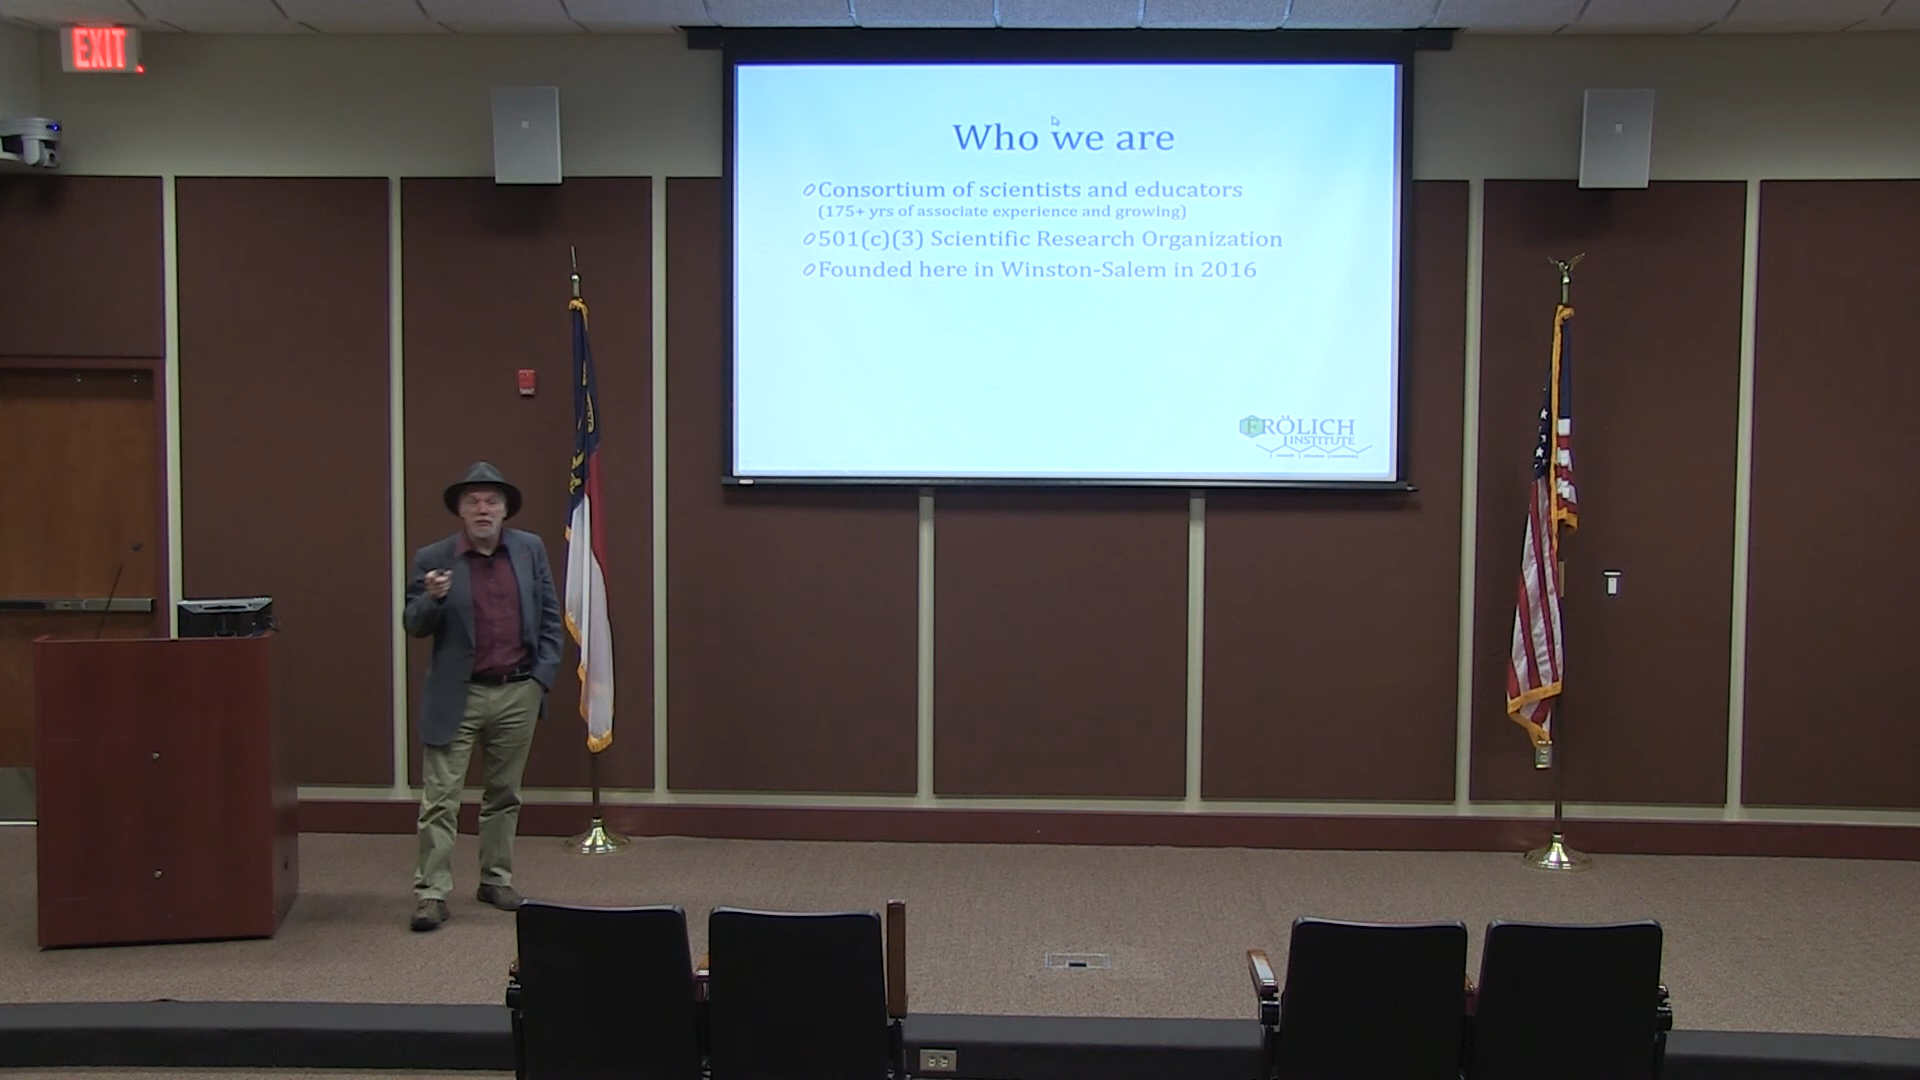 EXIT
Who we are
Consortium of scientists and educators
(175+ yrs of associate experience and growing)
501(c)(3) Scientific Research Organization
Founded here in Winston-Salem in 2016
FRÖLICH
INSTITUTE